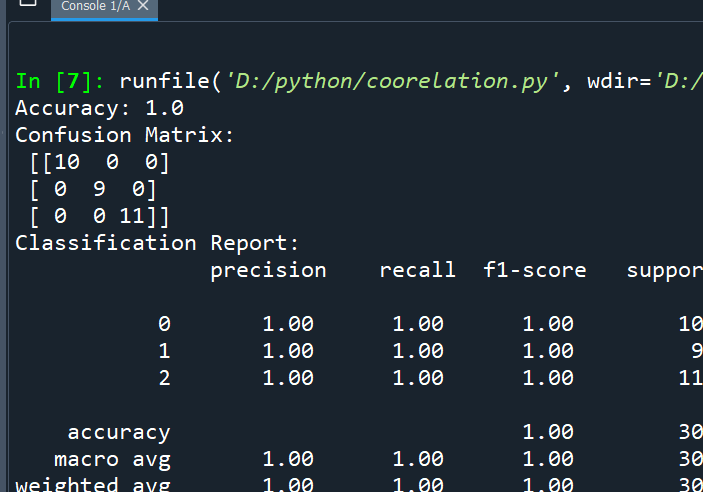 Console 1/A ×
In [7]: runfile('D:/python/coorelation.py', wdir='D:/
Accuracy: 1.0
Confusion Matrix:
[[10 0 0]
[ 0 9 0]
[ 0 0 11]]
Classification Report:
precision recall f1-score suppor
0 1.00 1.00 1.00 10
1 1.00 1.00 1.00 9
2 1.00 1.00 1.00 11
accuracy 1.00 30
macro avg 1.00 1.00 1.00 30
weighted avg 1.00 1.00 1.00 30